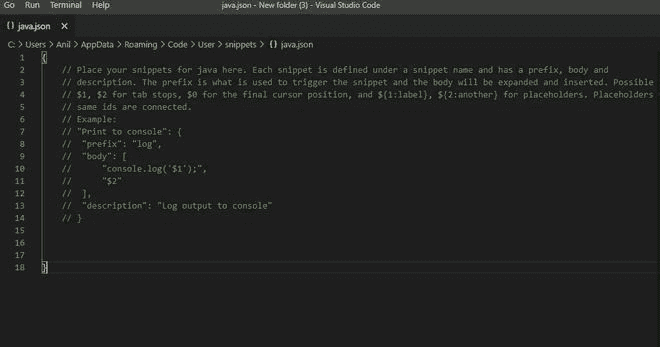 Go Run Terminal Help java.json - New folder (3) - Visual Studio Code
{} java.json ×
C: > Users > Anil > AppData > Roaming > Code > User > snippets > {} java.json
1 {
2 // Place your snippets for java here. Each snippet is defined under a snippet name and has a prefix, body and
3 // description. The prefix is what is used to trigger the snippet and the body will be expanded and inserted. Possible
4 // $1, $2 for tab stops, $0 for the final cursor position, and ${1:label}, ${2:another} for placeholders. Placeholders
5 // same ids are connected.
6 // Example:
7 // "Print to console": {
8 // "prefix": "log",
9 // "body": [
10 // "console.log('$1');",
11 // "$2"
12 // ],
13 // "description": "Log output to console"
14 // }
15
16
17
18 }